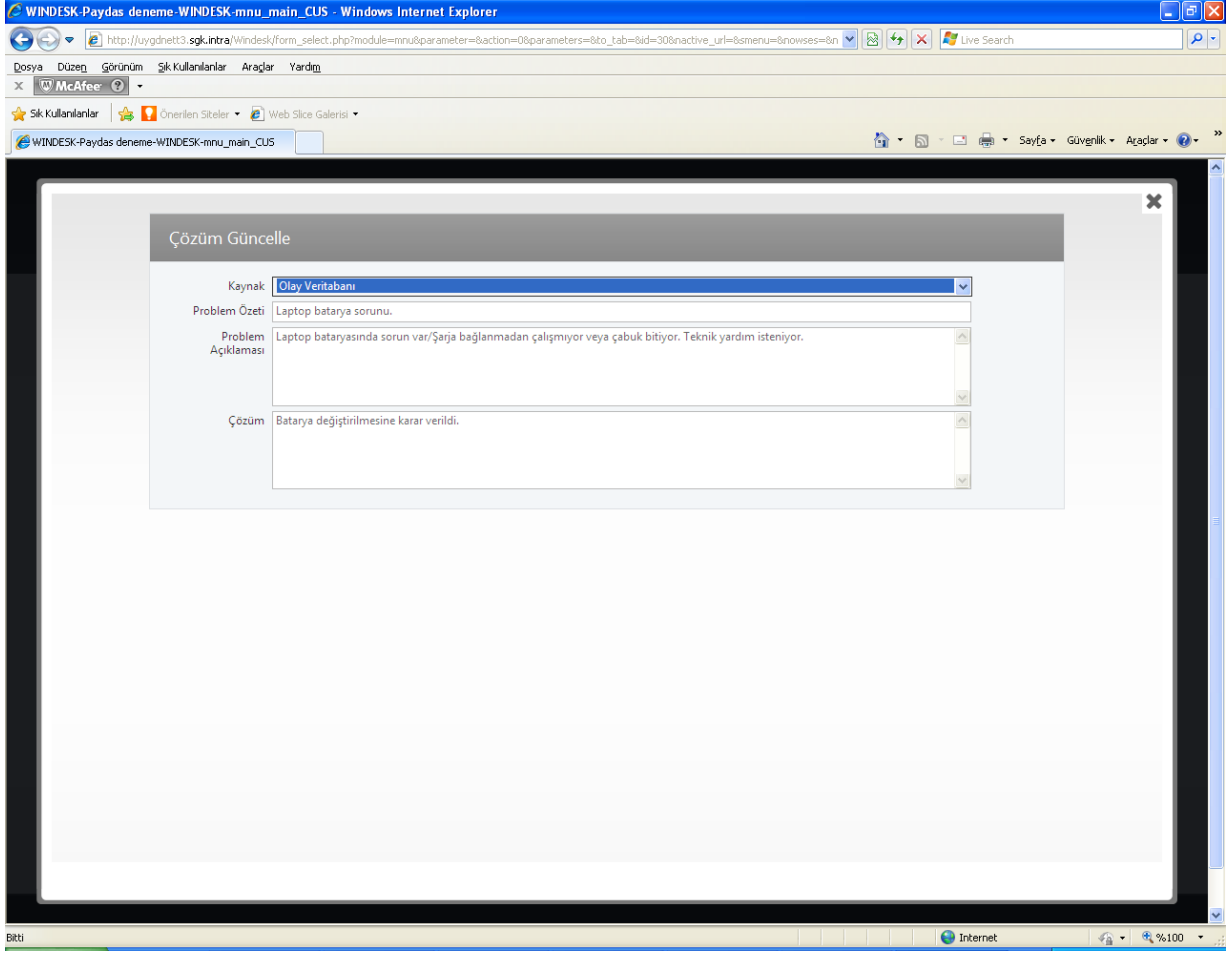 WINDESK-Paydas deneme-WINDESK-mnu_main_CUS - Windows Internet Explorer
http://uygdnett3.sgk.intra/Windesk/form_select.php?module=mnu&parameter=&action=0&parameters=&to_tab=&id=30&nactive_url=&smenu=&nowses=&n
Live Search
Dosya Düzen Görünüm Sık Kullanılanlar Araçlar Yardım
x McAfee ?
Sık Kullanılanlar Önerilen Siteler Web Slice Galerisi
WINDESK-Paydas deneme-WINDESK-mnu_main_CUS
Sayfa Güvenlik Araçlar »
Çözüm Güncelle
Kaynak Olay Veritabanı
Problem Özeti Laptop batarya sorunu.
Problem Açıklaması Laptop bataryasında sorun var/Şarja bağlanmadan çalışmıyor veya çabuk bitiyor. Teknik yardım isteniyor.
Çözüm Batarya değiştirilmesine karar verildi.
Bitti
Internet
%100